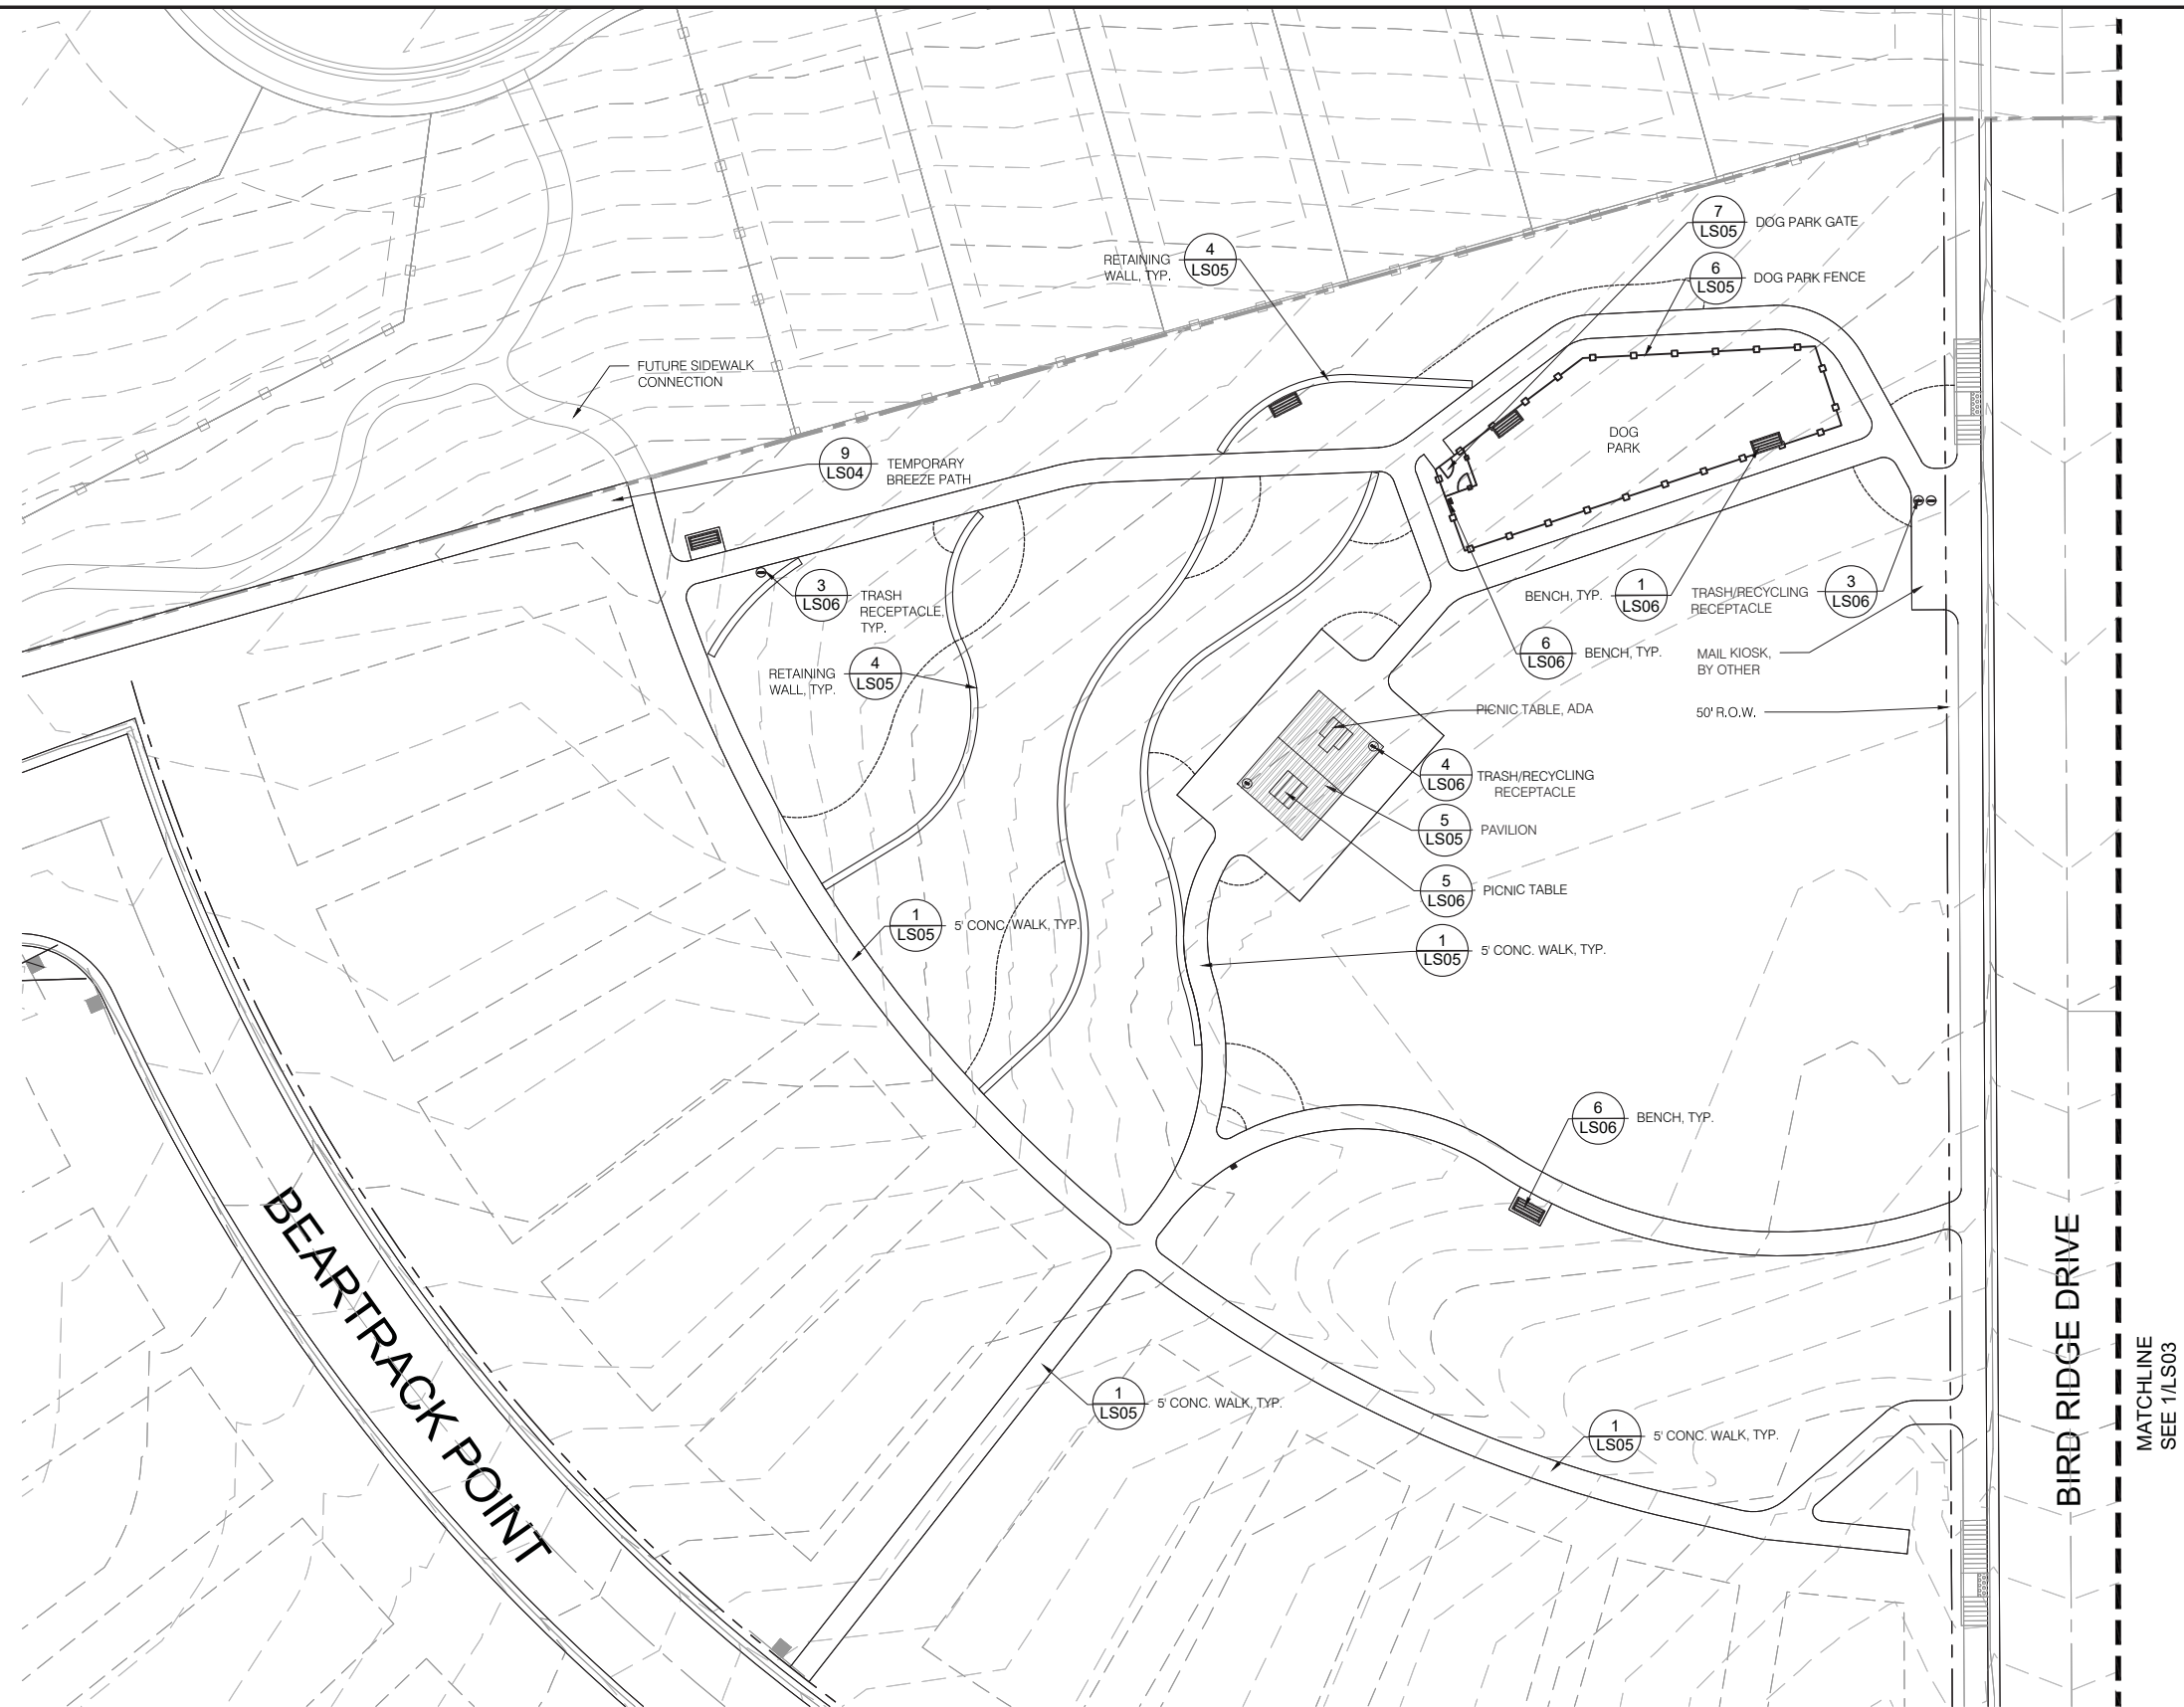 7
LS05
DOG PARK GATE
6
LS05
DOG PARK FENCE
4
LS05
RETAINING
WALL, TYP.
FUTURE SIDEWALK
CONNECTION
9
LS04
TEMPORARY
BREEZE PATH
DOG
PARK
3
LS06
TRASH
RECEPTACLE,
TYP.
BENCH, TYP.
1
LS06
TRASH/RECYCLING
RECEPTACLE
3
LS06
6
LS06
BENCH, TYP.
MAIL KIOSK,
BY OTHER
RETAINING
WALL, TYP.
4
LS05
PICNIC TABLE, ADA
50' R.O.W.
4
LS06
TRASH/RECYCLING
RECEPTACLE
5
LS05
PAVILION
5
LS06
PICNIC TABLE
1
LS05
5' CONC. WALK, TYP.
1
LS05
5' CONC. WALK, TYP.
6
LS06
BENCH, TYP.
1
LS05
5' CONC. WALK, TYP.
1
LS05
5' CONC. WALK, TYP.
BEARTRACK POINT
BIRD RIDGE DRIVE
MATCHLINE
SEE 1/LS03